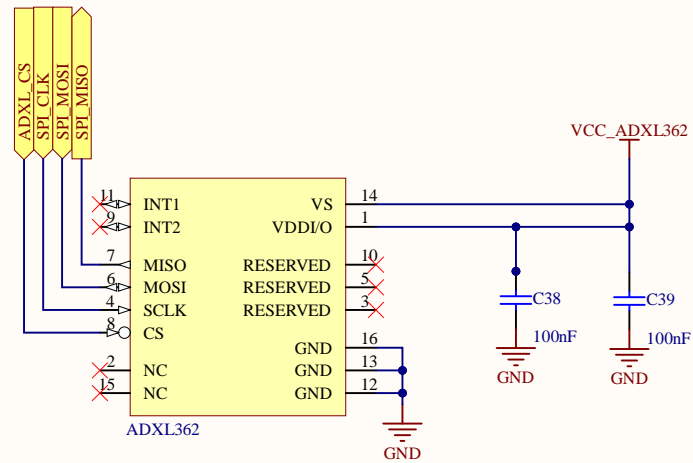 ADXL_CS
SPI_CLK
SPI_MOSI
SPI_MISO
VCC_ADXL362
11 INT1 VS 14
9 INT2 VDDI/O 1
7 MISO RESERVED 10
6 MOSI RESERVED 5
4 SCLK RESERVED 3
8 CS
GND 16
2 NC GND 13
15 NC GND 12
ADXL362
C38
100nF
GND
C39
100nF
GND
GND